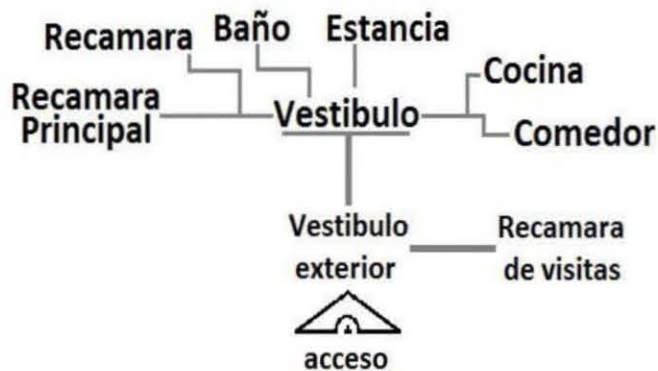 Recamara
Baño
Estancia
Cocina
Recamara
Principal
Vestibulo
Comedor
Vestibulo
exterior
Recamara
de visitas
acceso